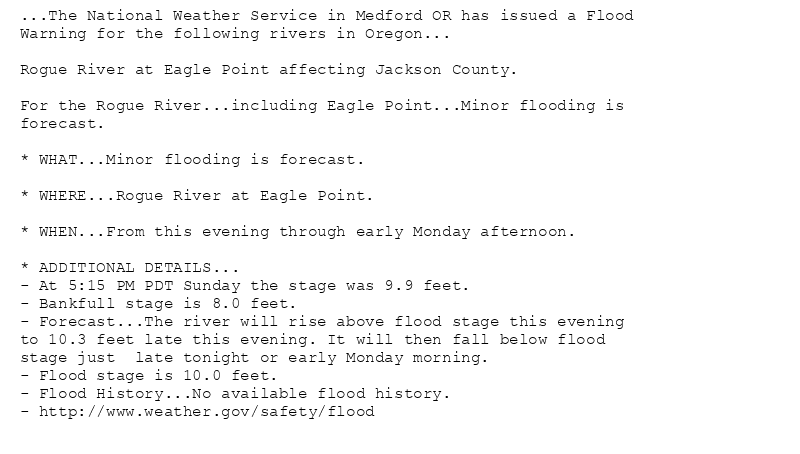 ...The National Weather Service in Medford OR has issued a Flood
Warning for the following rivers in Oregon...
Rogue River at Eagle Point affecting Jackson County.
For the Rogue River...including Eagle Point...Minor flooding is
forecast.
* WHAT...Minor flooding is forecast.
* WHERE...Rogue River at Eagle Point.
* WHEN...From this evening through early Monday afternoon.
* ADDITIONAL DETAILS...
- At 5:15 PM PDT Sunday the stage was 9.9 feet.
- Bankfull stage is 8.0 feet.
- Forecast...The river will rise above flood stage this evening
to 10.3 feet late this evening. It will then fall below flood
stage just  late tonight or early Monday morning.
- Flood stage is 10.0 feet.
- Flood History...No available flood history.
- http://www.weather.gov/safety/flood